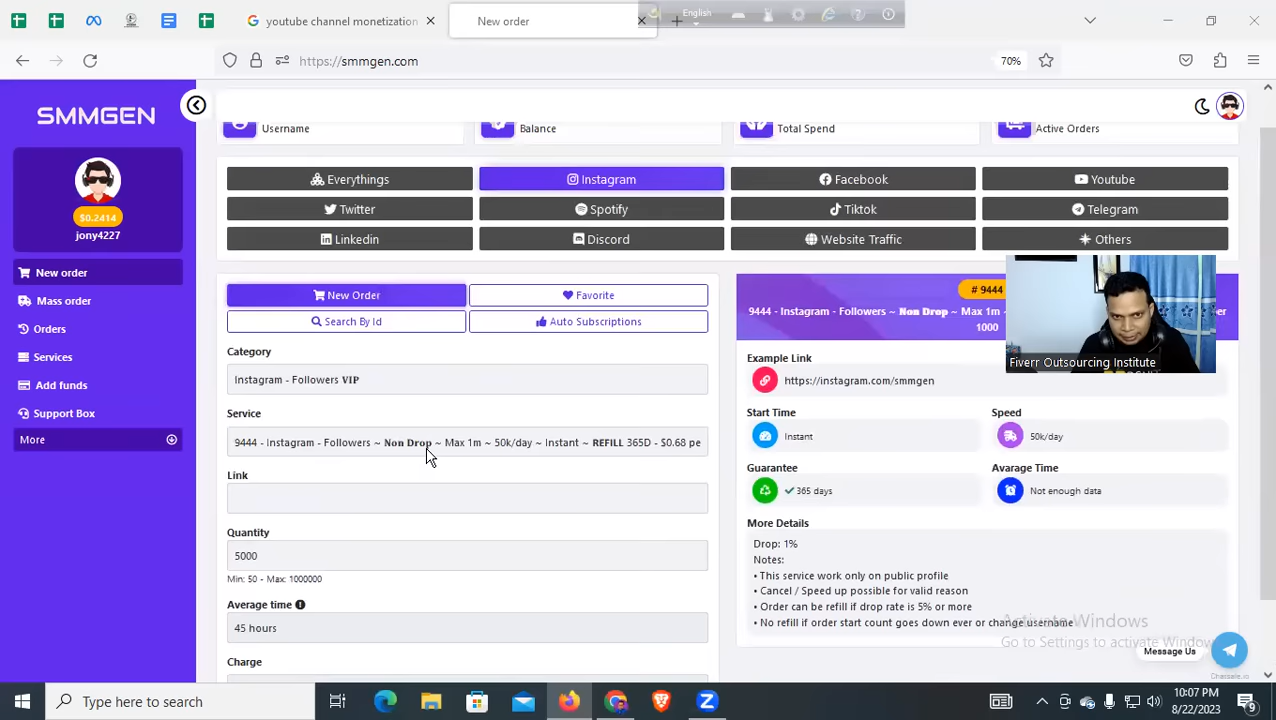 English
youtube channel monetization
New order
https://smmgen.com
70%
SMMGEN
$0.2414
jony4227
New order
Mass order
Orders
Services
Add funds
Support Box
More
Username
Balance
Total Spend
Active Orders
Everythings
Instagram
Facebook
Youtube
Twitter
Spotify
Tiktok
Telegram
Linkedin
Discord
Website Traffic
Others
New Order
Favorite
Search By Id
Auto Subscriptions
Category
Instagram - Followers VIP
Service
9444 - Instagram - Followers ~ Non Drop ~ Max 1m ~ 50k/day ~ Instant ~ REFILL 365D - $0.68 pe
Link
Quantity
5000
Min: 50 - Max: 1000000
Average time
45 hours
Charge
# 9444
9444 - Instagram - Followers ~ Non Drop ~ Max 1m ~
er
1000
Fiverr Outsourcing Institute
Example Link
https://instagram.com/smmgen
Start Time
Speed
Instant
50k/day
Guarantee
Avarage Time
365 days
Not enough data
More Details
Drop: 1%
Notes:
• This service work only on public profile
• Cancel / Speed up possible for valid reason
• Order can be refill if drop rate is 5% or more
• No refill if order start count goes down ever or change username
Activate Windows
Go to Settings to activate Window
Message Us
Type here to search
10:07 PM
8/22/2023
9